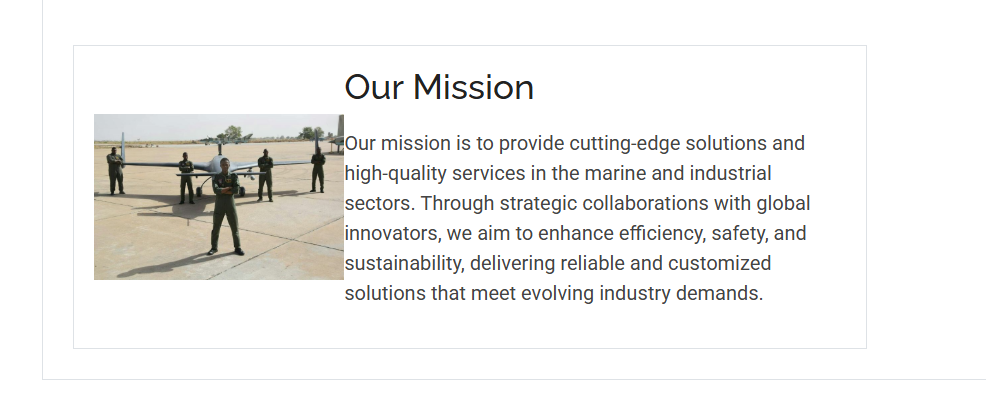 Our Mission
Our mission is to provide cutting-edge solutions and
high-quality services in the marine and industrial
sectors. Through strategic collaborations with global
innovators, we aim to enhance efficiency, safety, and
sustainability, delivering reliable and customized
solutions that meet evolving industry demands.